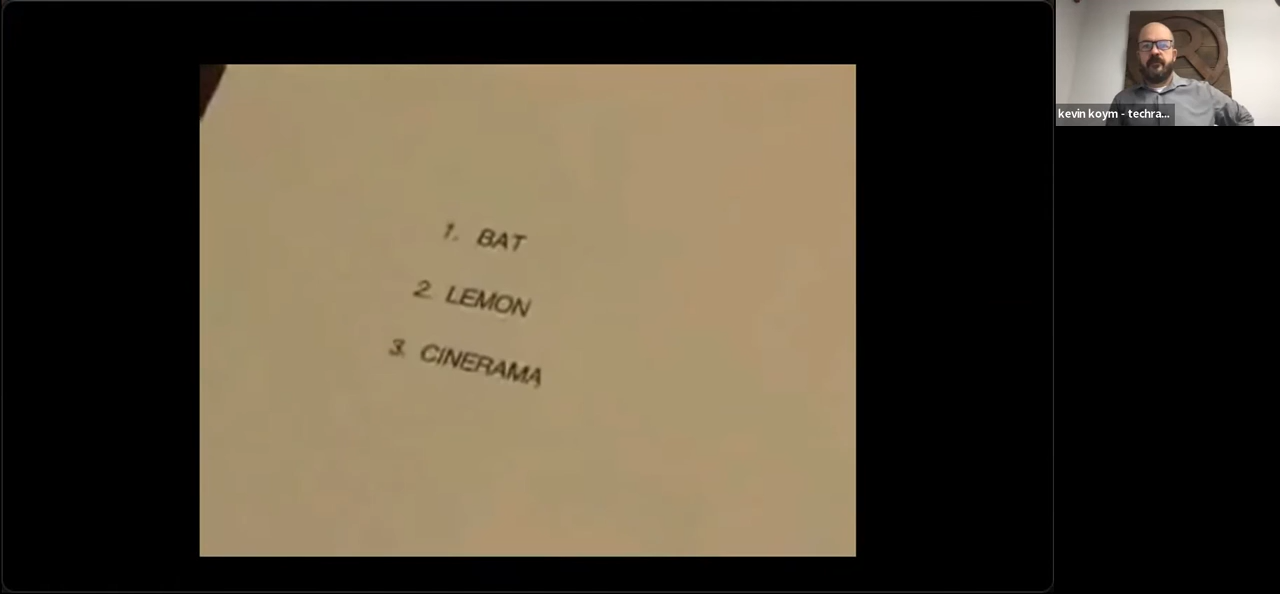 1. BAT
2. LEMON
3. CINERAMA
kevin koym - techra...
R